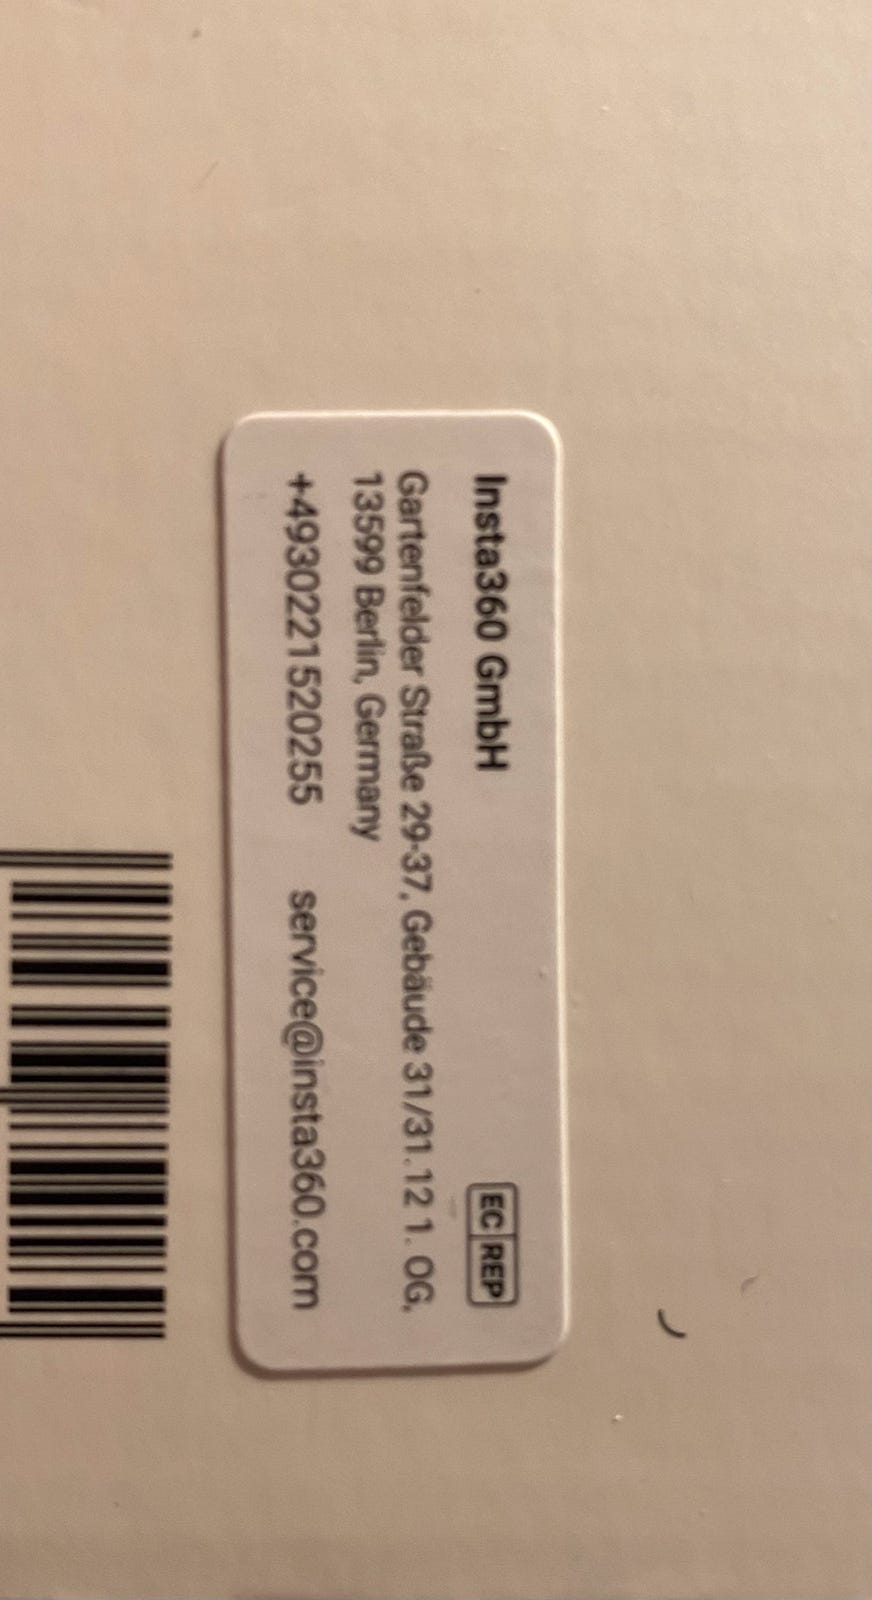 Insta360 GmbH EC REP
Gartenfelder Straße 29-37, Gebäude 31/31.12 1. OG,
13599 Berlin, Germany
+4930221520255 service@insta360.com